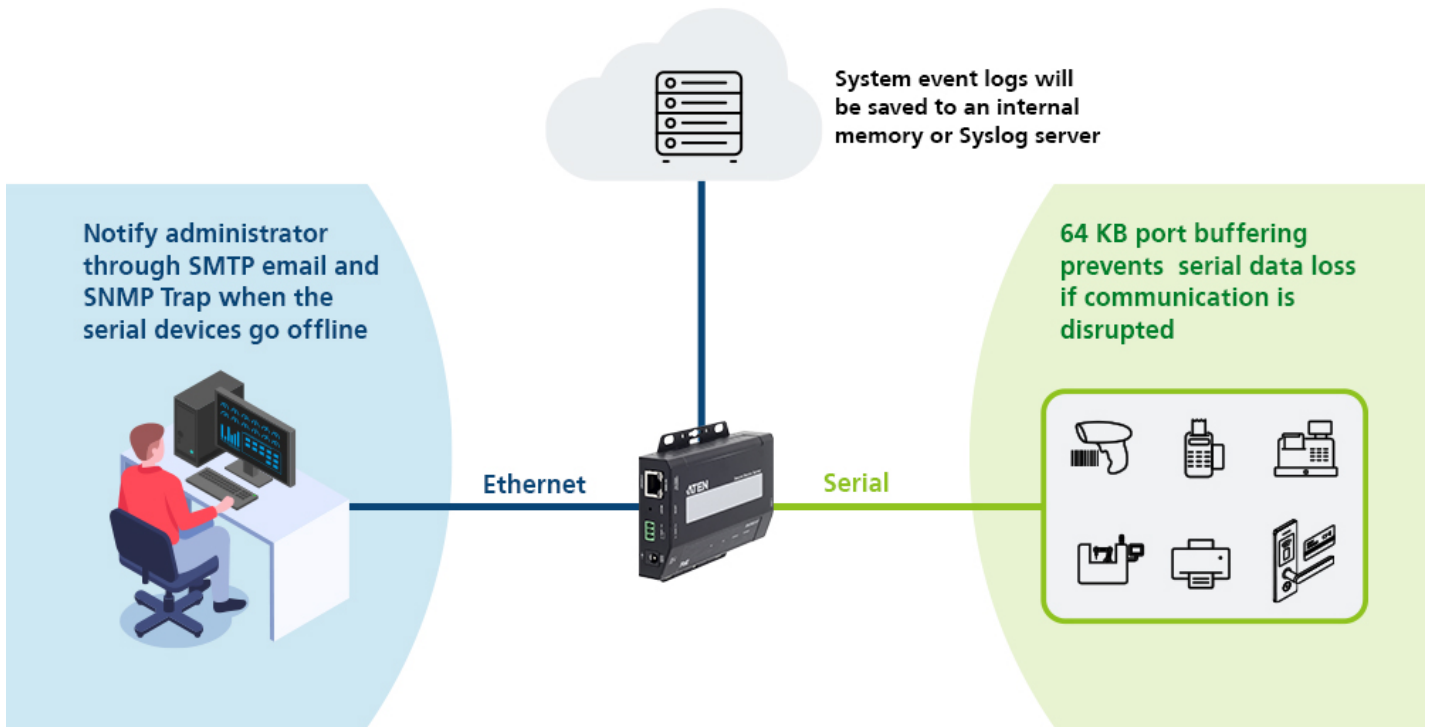 System event logs will
be saved to an internal
memory or Syslog server
Notify administrator
through SMTP email and
SNMP Trap when the
serial devices go offline
64 KB port buffering
prevents serial data loss
if communication is
disrupted
Ethernet
Serial
ATEN
PoE